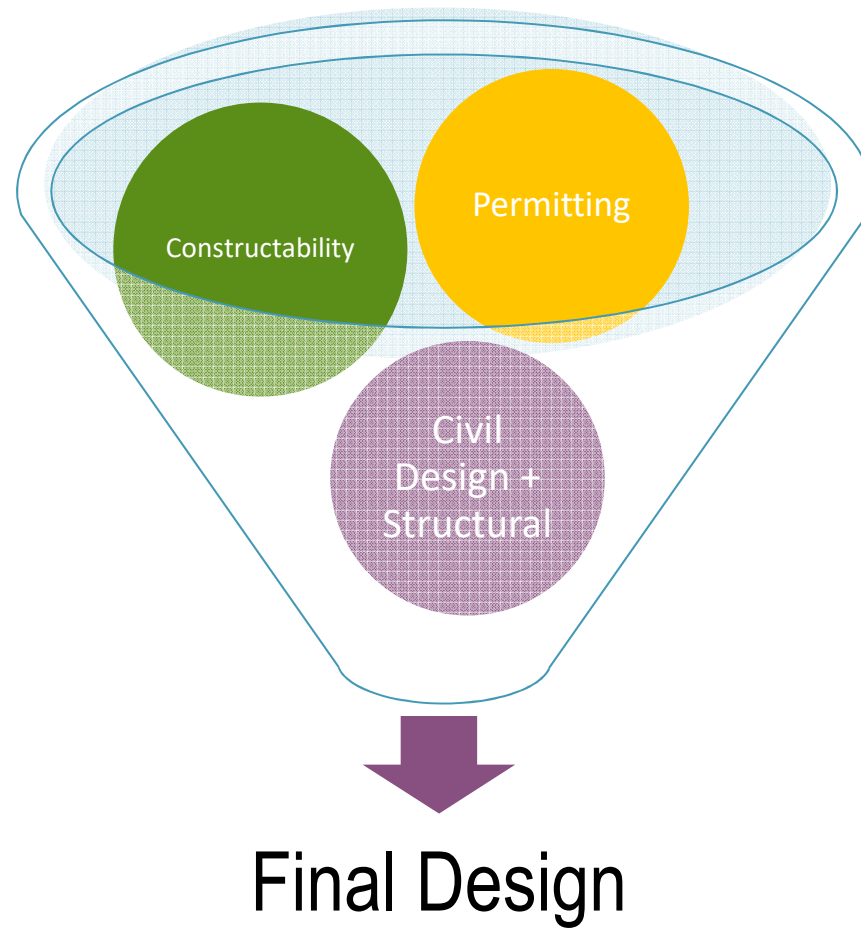 Permitting
Constructability
Civil
Design +
Structural
Final Design